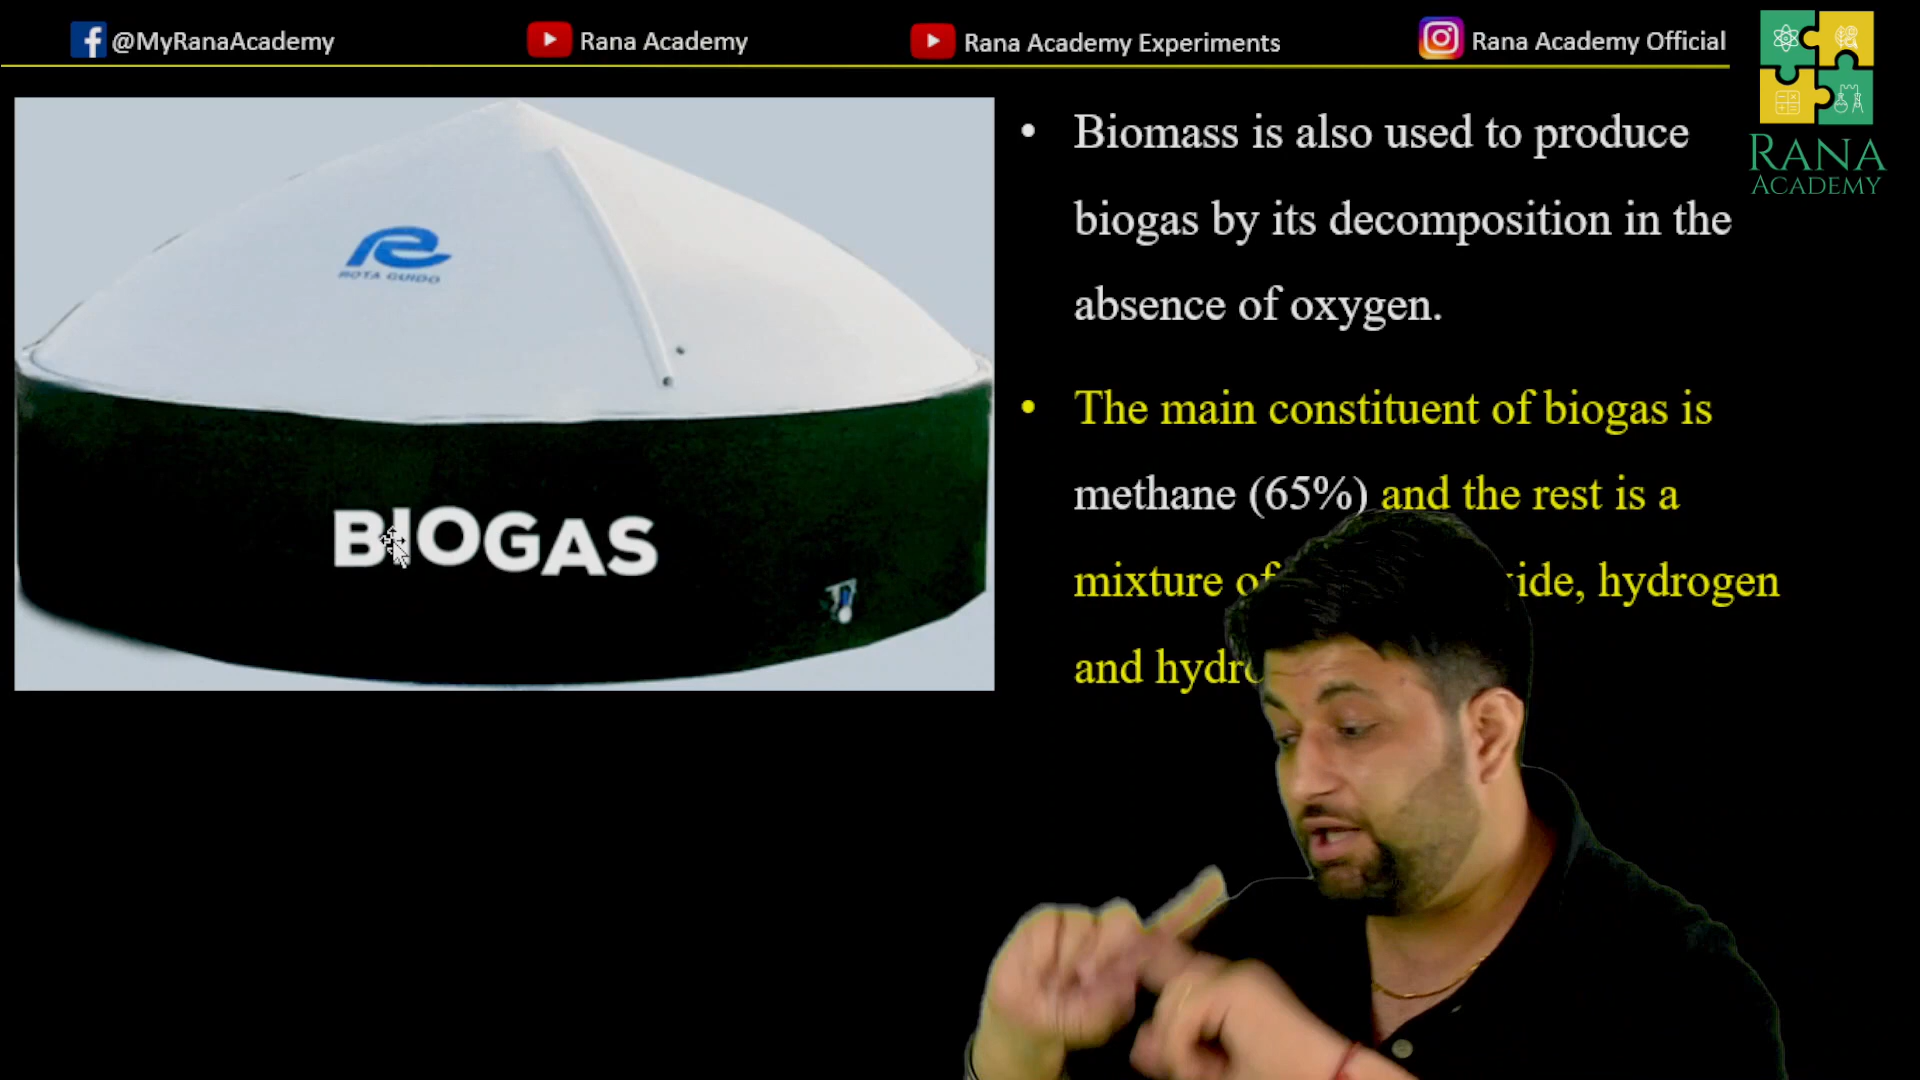 @MyRanaAcademy
Rana Academy
Rana Academy Experiments
Rana Academy Official
RANA
ACADEMY
ROTA GUIDO
BIOGAS
• Biomass is also used to produce
biogas by its decomposition in the
absence of oxygen.
• The main constituent of biogas is
methane (65%) and the rest is a
mixture of hydrogen
and